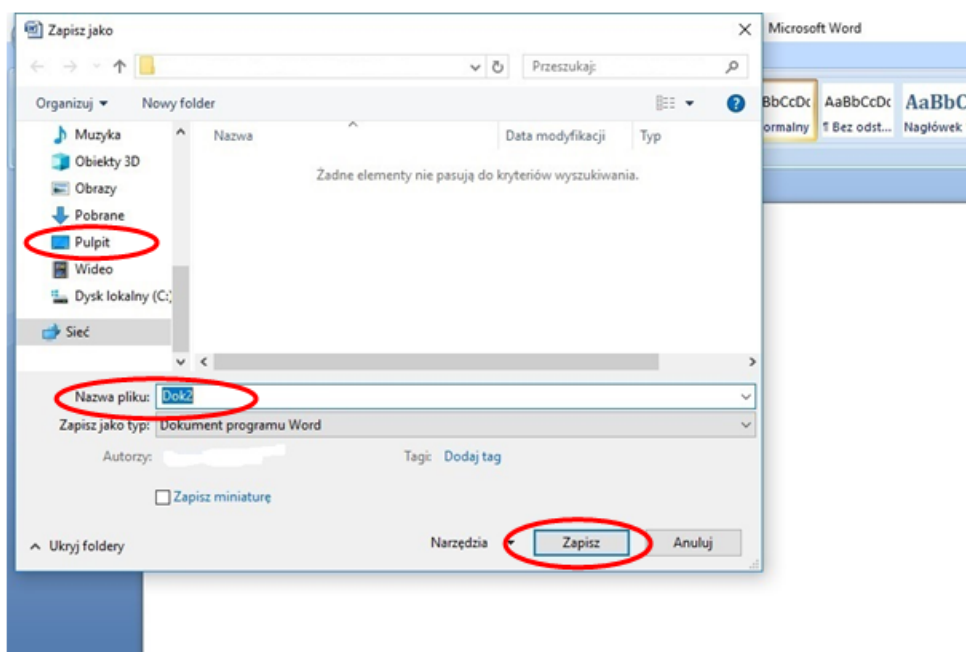 Zapisz jako
Microsoft Word
Przeszukaj:
Organizuj
Nowy folder
BbCcDc AaBbCcDc AaBbC
ormalny ¶ Bez odst... Nagłówek
Muzyka
Obiekty 3D
Obrazy
Pobrane
Pulpit
Wideo
Dysk lokalny (C:)
Sieć
Nazwa
Data modyfikacji
Typ
Żadne elementy nie pasują do kryteriów wyszukiwania.
Nazwa pliku: Dok2
Zapisz jako typ: Dokument programu Word
Autorzy:
Tagi: Dodaj tag
Zapisz miniaturę
Ukryj foldery
Narzędzia
Zapisz
Anuluj